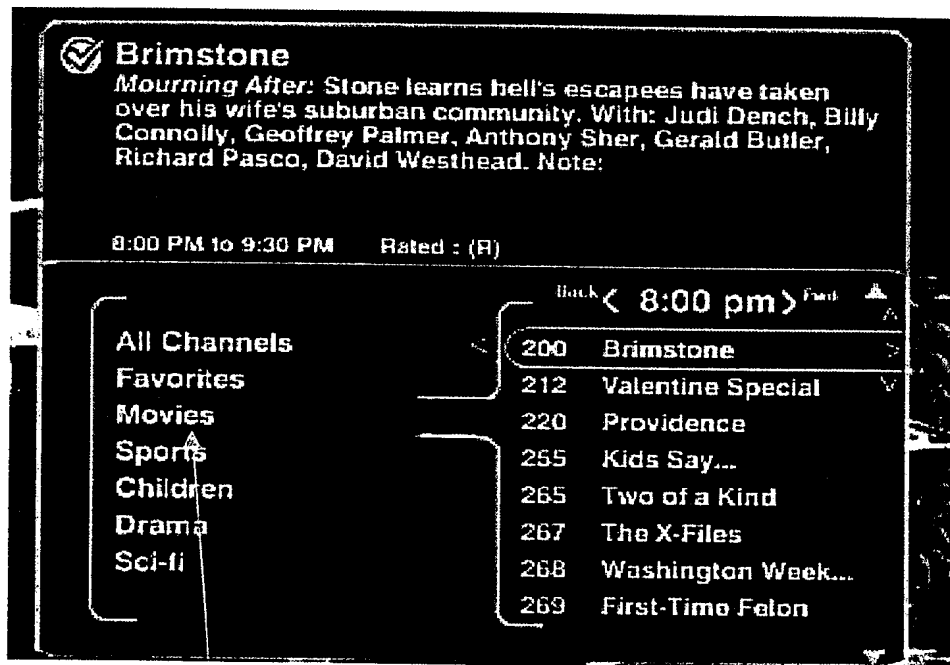 Brimstone
Mourning After: Stone learns hell's escapees have taken
over his wife's suburban community. With: Judi Dench, Billy
Connolly, Geoffrey Palmer, Anthony Sher, Gerald Butler,
Richard Pasco, David Westhead. Note:
8:00 PM to 9:30 PM Rated : (R)
Back < 8:00 pm >
All Channels
Favorites
Movies
Sports
Children
Drama
Sci-fi
200 Brimstone
212 Valentine Special
220 Providence
255 Kids Say...
265 Two of a Kind
267 The X-Files
268 Washington Week...
269 First-Time Felon